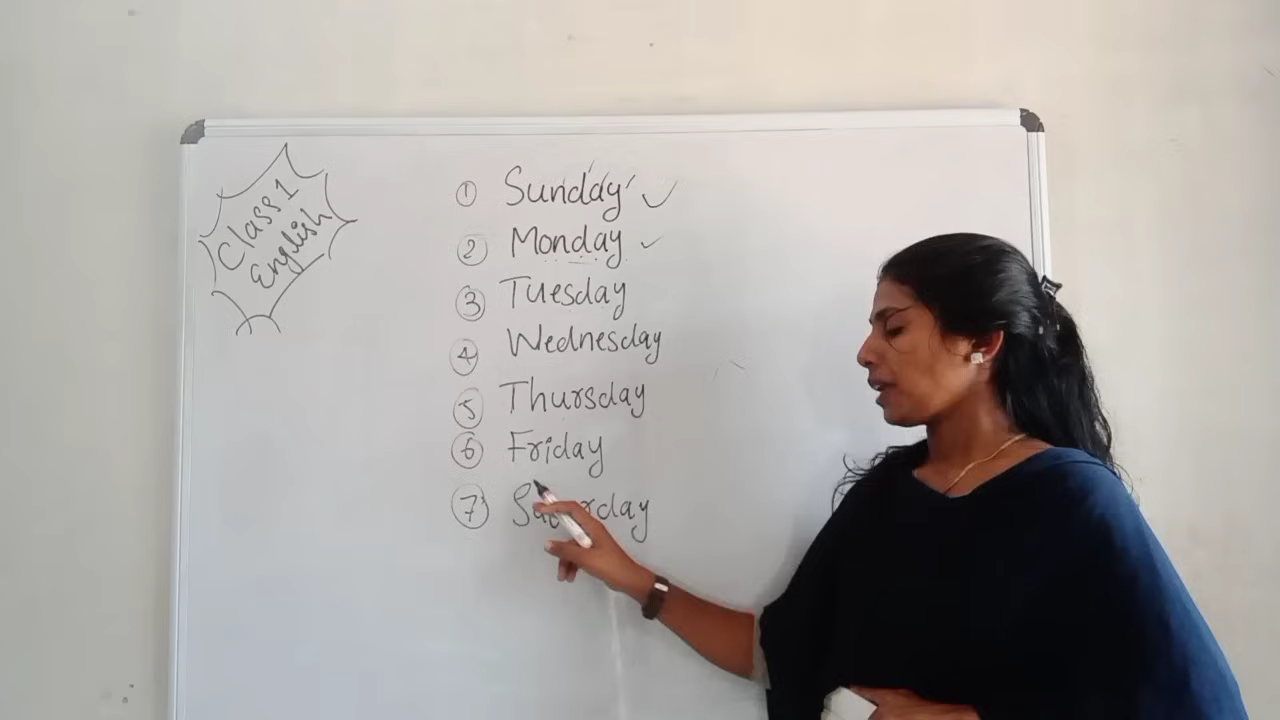 Class 1
English
① Sunday ✓
② Monday ✓
③ Tuesday
④ Wednesday
⑤ Thursday
⑥ Friday
⑦